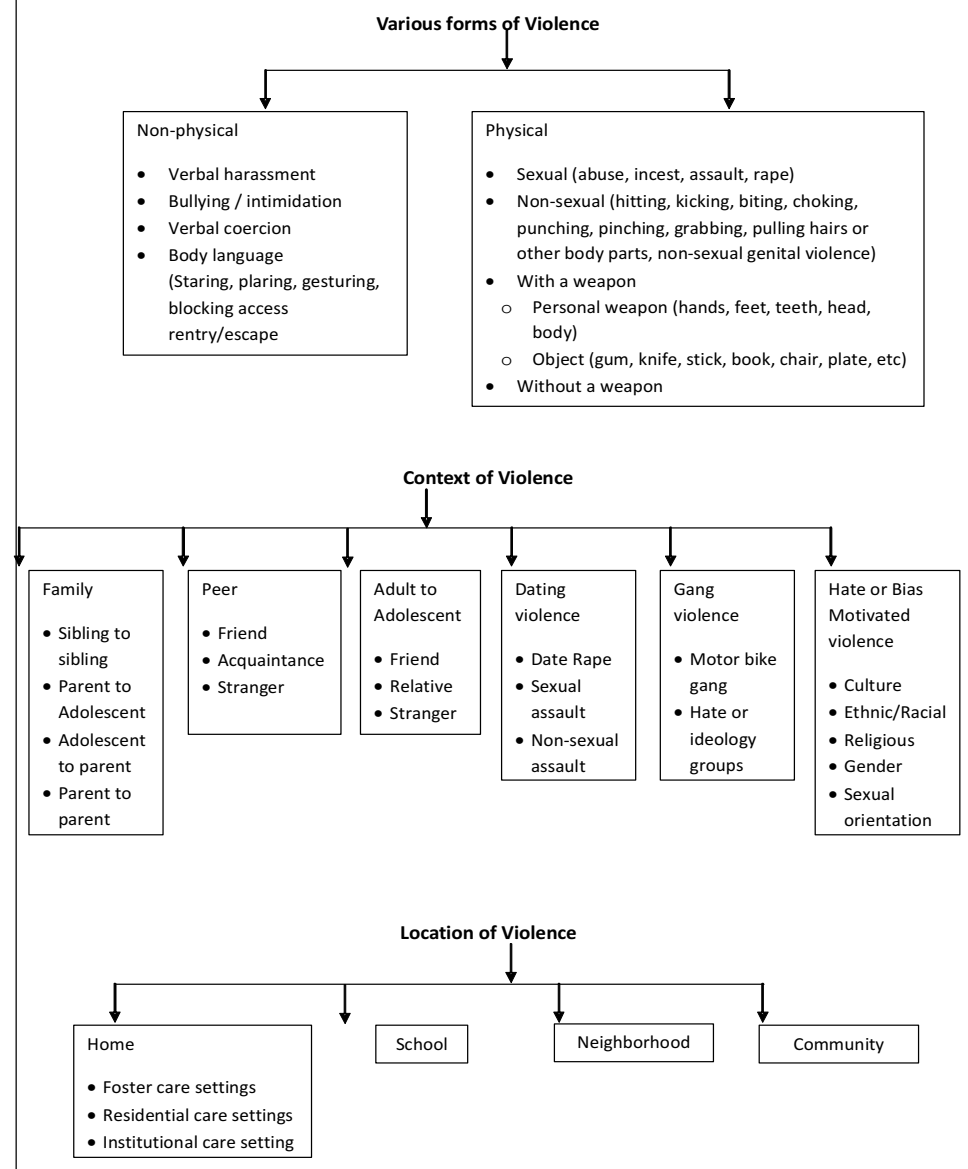 Various forms of Violence
Non-physical
• Verbal harassment
• Bullying / intimidation
• Verbal coercion
• Body language
(Staring, plaring, gesturing,
blocking access
rentry/escape
Physical
• Sexual (abuse, incest, assault, rape)
• Non-sexual (hitting, kicking, biting, choking,
punching, pinching, grabbing, pulling hairs or
other body parts, non-sexual genital violence)
• With a weapon
o Personal weapon (hands, feet, teeth, head,
body)
o Object (gum, knife, stick, book, chair, plate, etc)
• Without a weapon
Context of Violence
Family
• Sibling to
sibling
• Parent to
Adolescent
• Adolescent
to parent
• Parent to
parent
Peer
• Friend
• Acquaintance
• Stranger
Adult to
Adolescent
• Friend
• Relative
• Stranger
Dating
violence
• Date Rape
• Sexual
assault
• Non-sexual
assault
Gang
violence
• Motor bike
gang
• Hate or
ideology
groups
Hate or Bias
Motivated
violence
• Culture
• Ethnic/Racial
• Religious
• Gender
• Sexual
orientation
Location of Violence
Home
• Foster care settings
• Residential care settings
• Institutional care setting
School
Neighborhood
Community